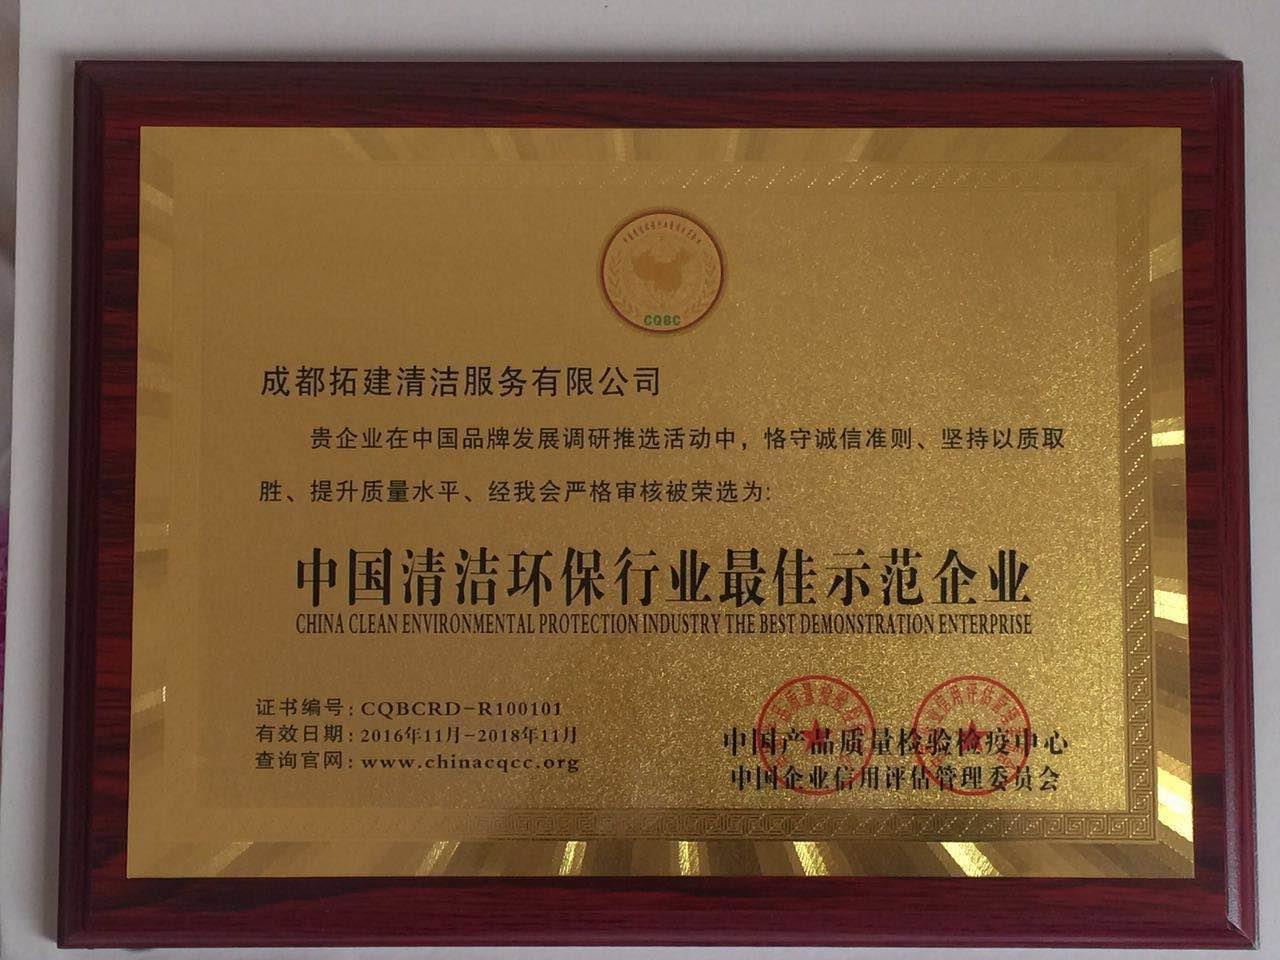 CQBC
成都拓建清洁服务有限公司
贵企业在中国品牌发展调研推选活动中，恪守诚信准则、坚持以质取
胜、提升质量水平、经我会严格审核被荣选为:
中国清洁环保行业最佳示范企业
CHINA CLEAN ENVIRONMENTAL PROTECTION INDUSTRY THE BEST DEMONSTRATION ENTERPRISE
证书编号: CQBCRD-R100101
有效日期: 2016年11月-2018年11月
查询官网: www.chinacqcc.org
中国产品质量检验检疫中心
中国企业信用评估管理委员会